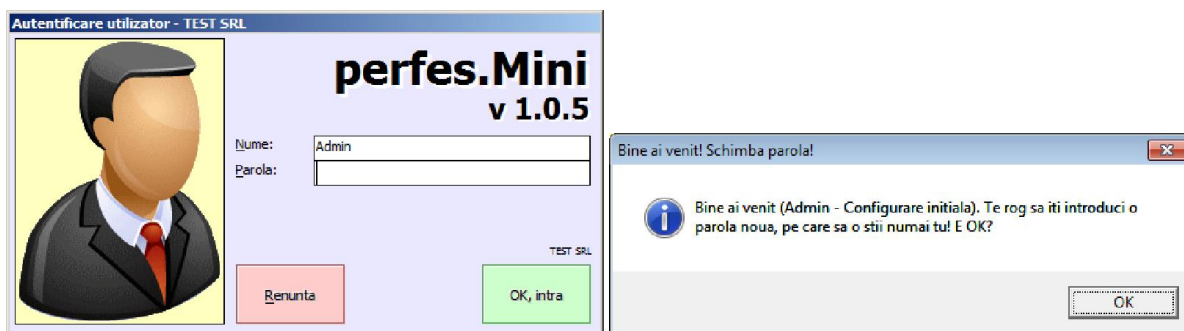 Autentificare utilizator - TEST SRL
perfes.Mini
v 1.0.5
Nume:
Admin
Parola:
TEST SRL
Renunta
OK, intra
Bine ai venit! Schimba parola!
Bine ai venit (Admin - Configurare initiala). Te rog sa iti introduci o
parola noua, pe care sa o stii numai tu! E OK?
OK